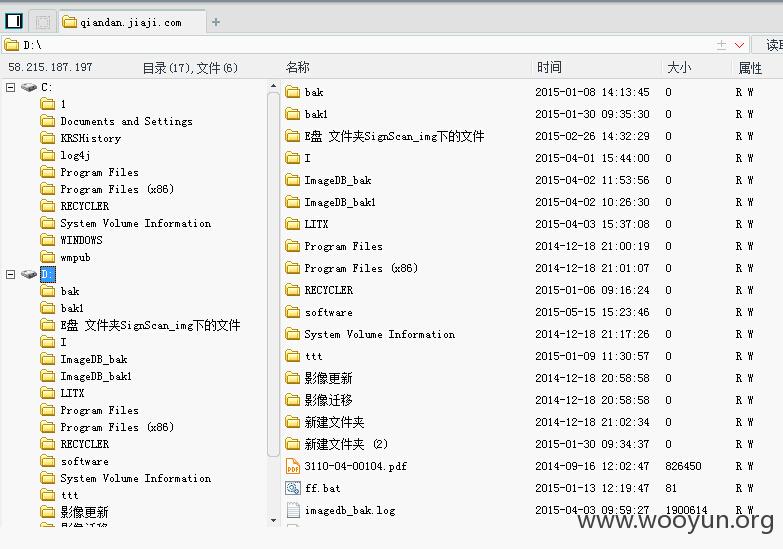 qiandan.jiaji.com
D:\
读取
58.215.187.197 目录(17),文件(6) 名称 时间 大小 属性
C:
1
Documents and Settings
KRSHistory
log4j
Program Files
Program Files (x86)
RECYCLER
System Volume Information
WINDOWS
wmpub
D:
bak
bak1
E盘 文件夹SignScan_img下的文件
I
ImageDB_bak
ImageDB_bak1
LITX
Program Files
Program Files (x86)
RECYCLER
software
System Volume Information
ttt
影像更新
影像迁移
bak 2015-01-08 14:13:45 0 R W
bak1 2015-01-30 09:35:30 0 R W
E盘 文件夹SignScan_img下的文件 2015-02-26 14:32:29 0 R W
I 2015-04-01 15:44:00 0 R W
ImageDB_bak 2015-04-02 11:53:56 0 R W
ImageDB_bak1 2015-04-02 10:26:30 0 R W
LITX 2015-04-03 15:37:08 0 R W
Program Files 2014-12-18 21:00:19 0 R W
Program Files (x86) 2014-12-18 21:01:07 0 R W
RECYCLER 2015-01-06 09:16:24 0 R W
software 2015-05-15 15:23:46 0 R W
System Volume Information 2014-12-18 21:17:26 0 R W
ttt 2015-01-09 11:30:57 0 R W
影像更新 2014-12-18 20:58:58 0 R W
影像迁移 2014-12-18 20:58:58 0 R W
新建文件夹 2014-12-18 21:02:34 0 R W
新建文件夹 (2) 2015-01-30 09:34:37 0 R W
3110-04-00104.pdf 2014-09-16 12:02:47 826450 R W
ff.bat 2015-01-13 12:19:47 81 R W
imagedb_bak.log 2015-04-03 09:59:27 1900614 R W
www.wooyun.org